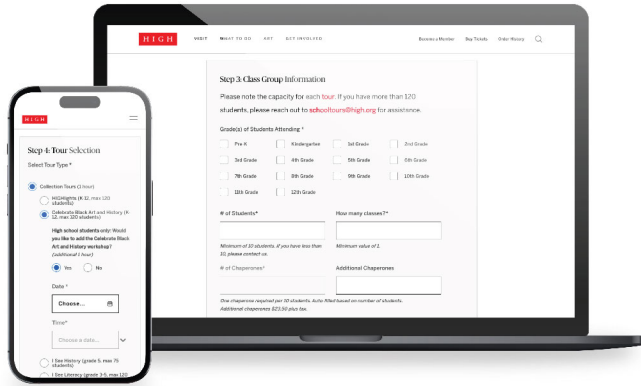 HIGH
VISIT WHAT TO DO ART GET INVOLVED Become a Member Buy Tickets Order History
Step 3: Class Group Information
Please note the capacity for each tour. If you have more than 120
students, please reach out to schooltours@high.org for assistance.
Grade(s) of Students Attending *
Pre-K Kindergarten 1st Grade 2nd Grade
3rd Grade 4th Grade 5th Grade 6th Grade
7th Grade 8th Grade 9th Grade 10th Grade
11th Grade 12th Grade
# of Students* How many classes?*
Minimum of 10 students. If you have less than
10, please contact us.
Minimum value of 1.
# of Chaperones* Additional Chaperones
One chaperone required per 10 students. Auto-filled based on number of students.
Additional chaperones $23.50 plus tax.
HIGH
Step 4: Tour Selection
Select Tour Type *
Collection Tours (1 hour)
HIGHlights (K-12, max 120
students)
Celebrate Black Art and History (K-
12, max 120 students)
High school students only: Would
you like to add the Celebrate Black
Art and History workshop?
(additional 1 hour)
Yes No
Date *
Choose...
Time*
Choose a date...
I See History (grade 5, max 75
students)
I See Literacy (grade 3-5, max 120